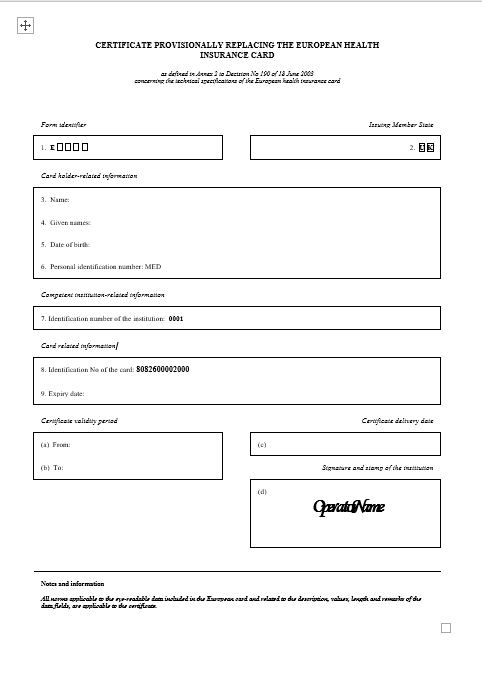 CERTIFICATE PROVISIONALLY REPLACING THE EUROPEAN HEALTH
INSURANCE CARD
as defined in Annex 2 to Decision No 190 of 18 June 2003
concerning the technical specifications of the European health insurance card
Form identifier
Issuing Member State
1. E
2. UK
Card holder-related information
3. Name:
4. Given names:
5. Date of birth:
6. Personal identification number: MED
Competent institution-related information
7. Identification number of the institution: 0001
Card related information
8. Identification No of the card: 8082600002000
9. Expiry date:
Certificate validity period
Certificate delivery date
(a) From:
(c)
(b) To:
Signature and stamp of the institution
(d)
OperatorName
Notes and information
All norms applicable to the eye-readable data included in the European card and related to the description, values, length and remarks of the
data fields, are applicable to the certificate.